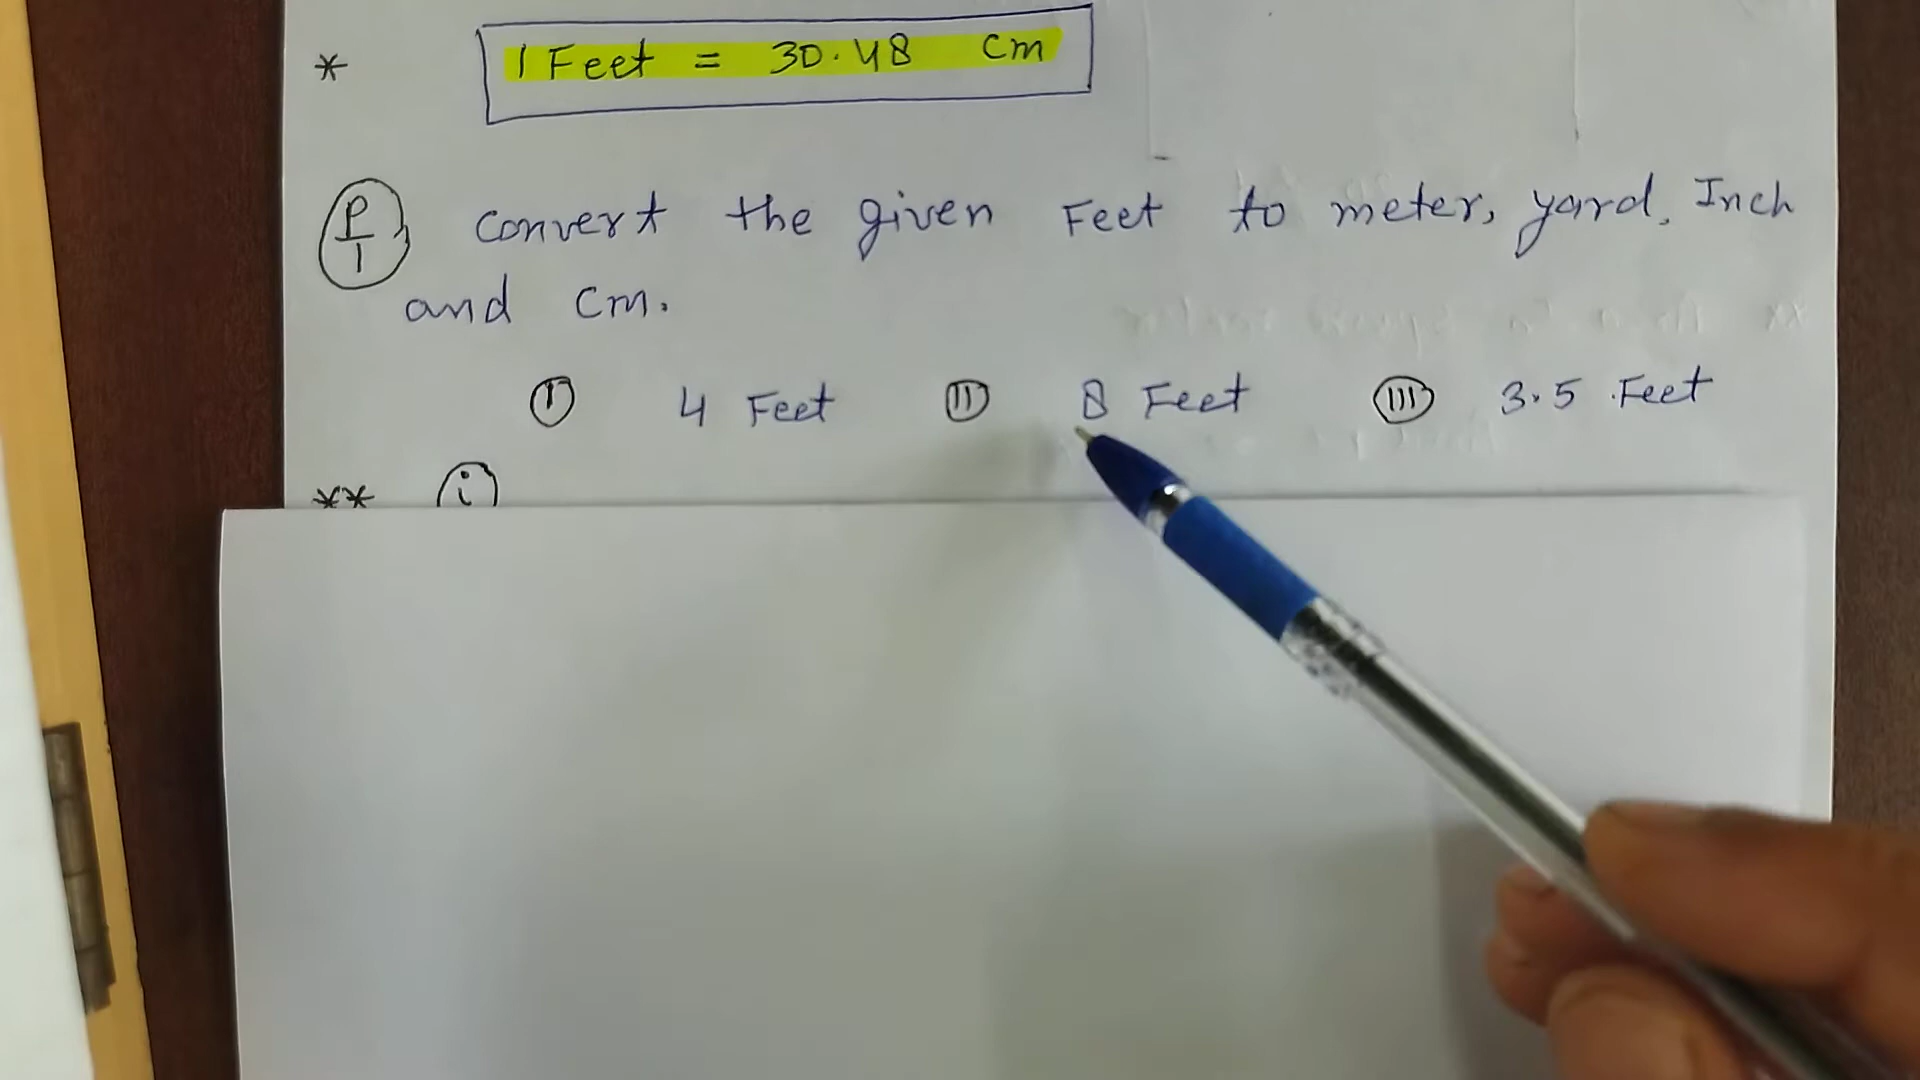 * 1 Feet = 30.48 cm
P/1 Convert the given Feet to meter, yard, Inch
and cm.
I 4 Feet II 8 Feet III 3.5 Feet
** i